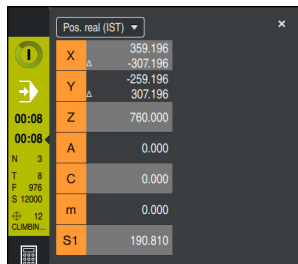 Pos. real (IST) ▼ ×
X 359.196
Δ -307.196
Y -259.196
Δ 307.196
Z 760.000
A 0.000
C 0.000
m 0.000
S1 190.810
00:08
00:08
N 3
T 8
F 976
S 12000
12
CLIMBIN...